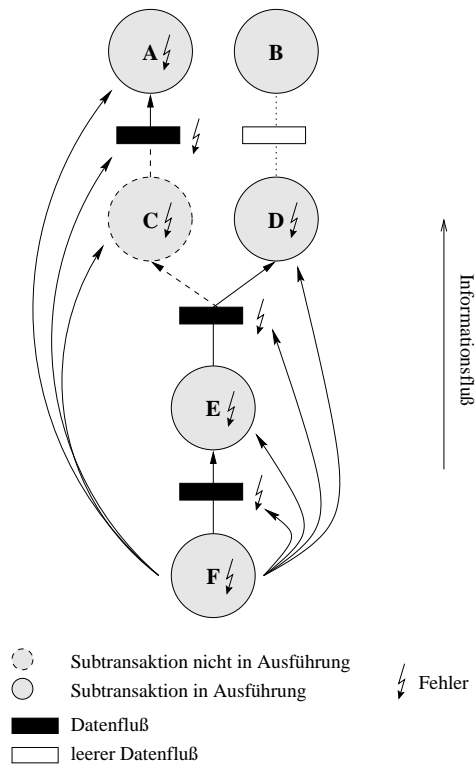 A
B
C
D
Informationsfluß
E
F
Subtransaktion nicht in Ausführung
Subtransaktion in Ausführung
Fehler
Datenfluß
leerer Datenfluß